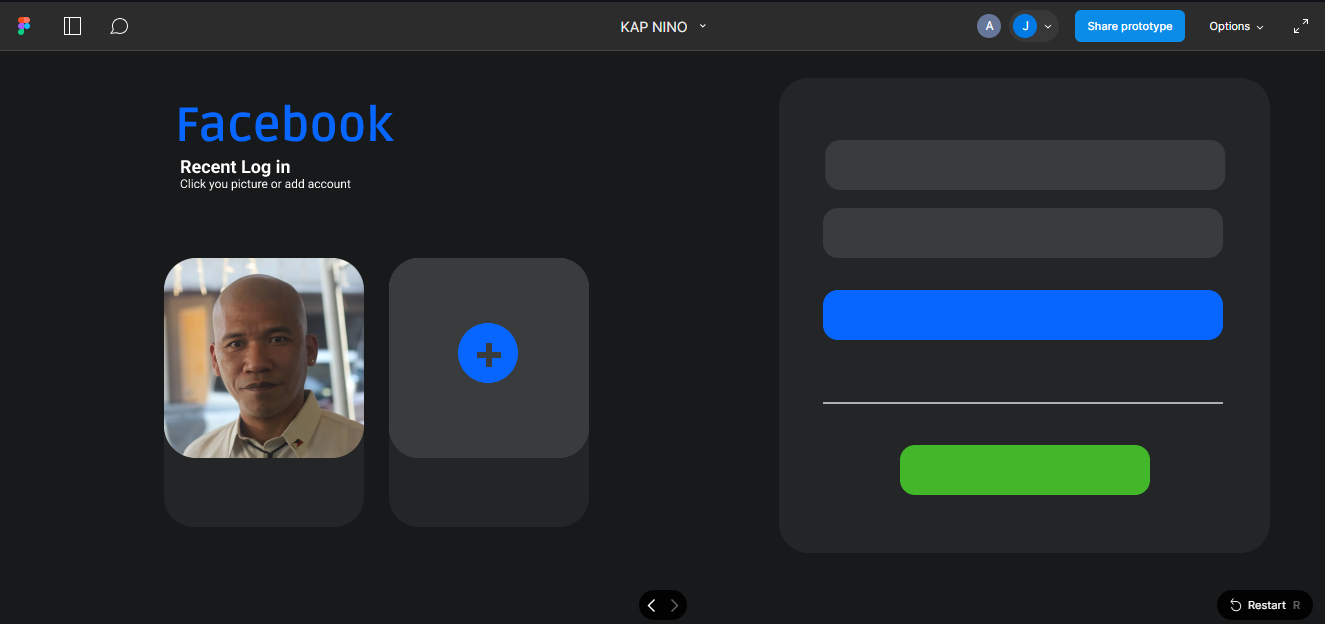 KAP NINO
A
J
Share prototype
Options
Facebook
Recent Log in
Click you picture or add account
Restart R